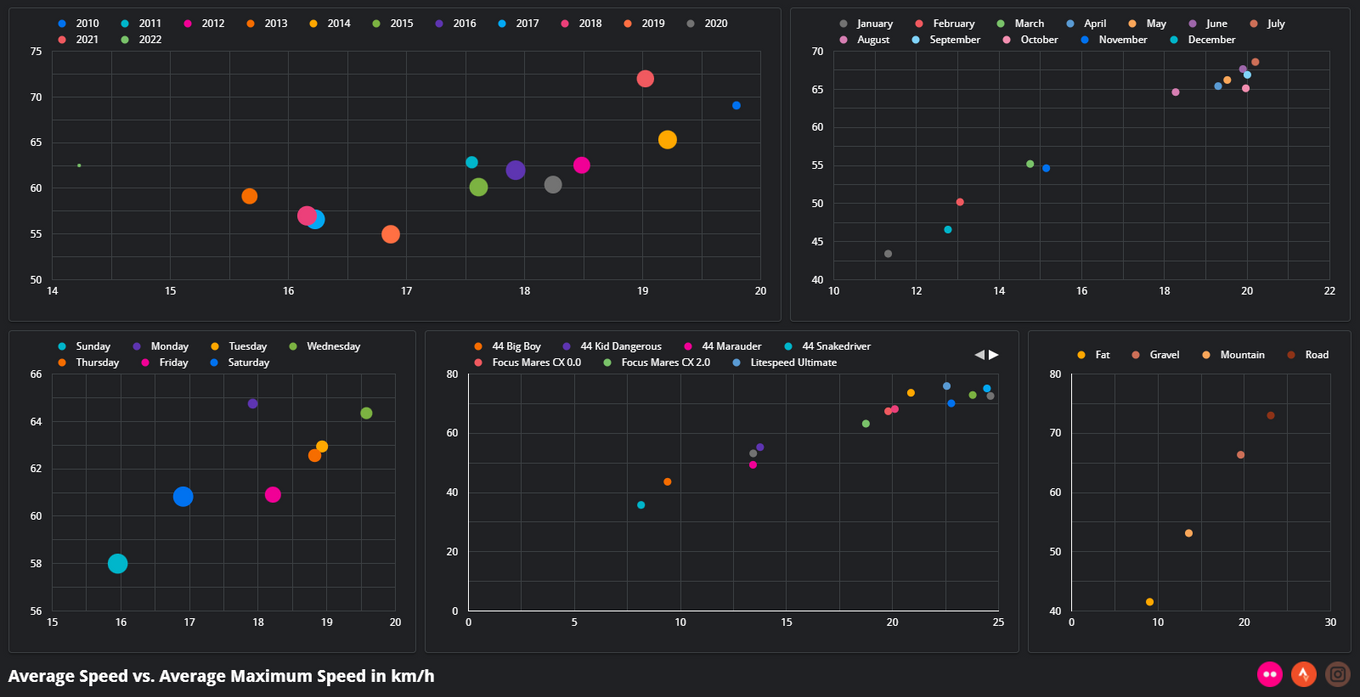 2010 2011 2012 2013 2014 2015 2016 2017 2018 2019 2020
2021 2022
75
70
65
60
55
50
14 15 16 17 18 19 20
January February March April May June July
August September October November December
70
65
60
55
50
45
40
10 12 14 16 18 20 22
Sunday Monday Tuesday Wednesday
Thursday Friday Saturday
66
64
62
60
58
56
15 16 17 18 19 20
44 Big Boy 44 Kid Dangerous 44 Marauder 44 Snakedriver
Focus Mares CX 0.0 Focus Mares CX 2.0 Litespeed Ultimate
80
60
40
20
0
0 5 10 15 20 25
Fat Gravel Mountain Road
80
70
60
50
40
0 10 20 30
Average Speed vs. Average Maximum Speed in km/h